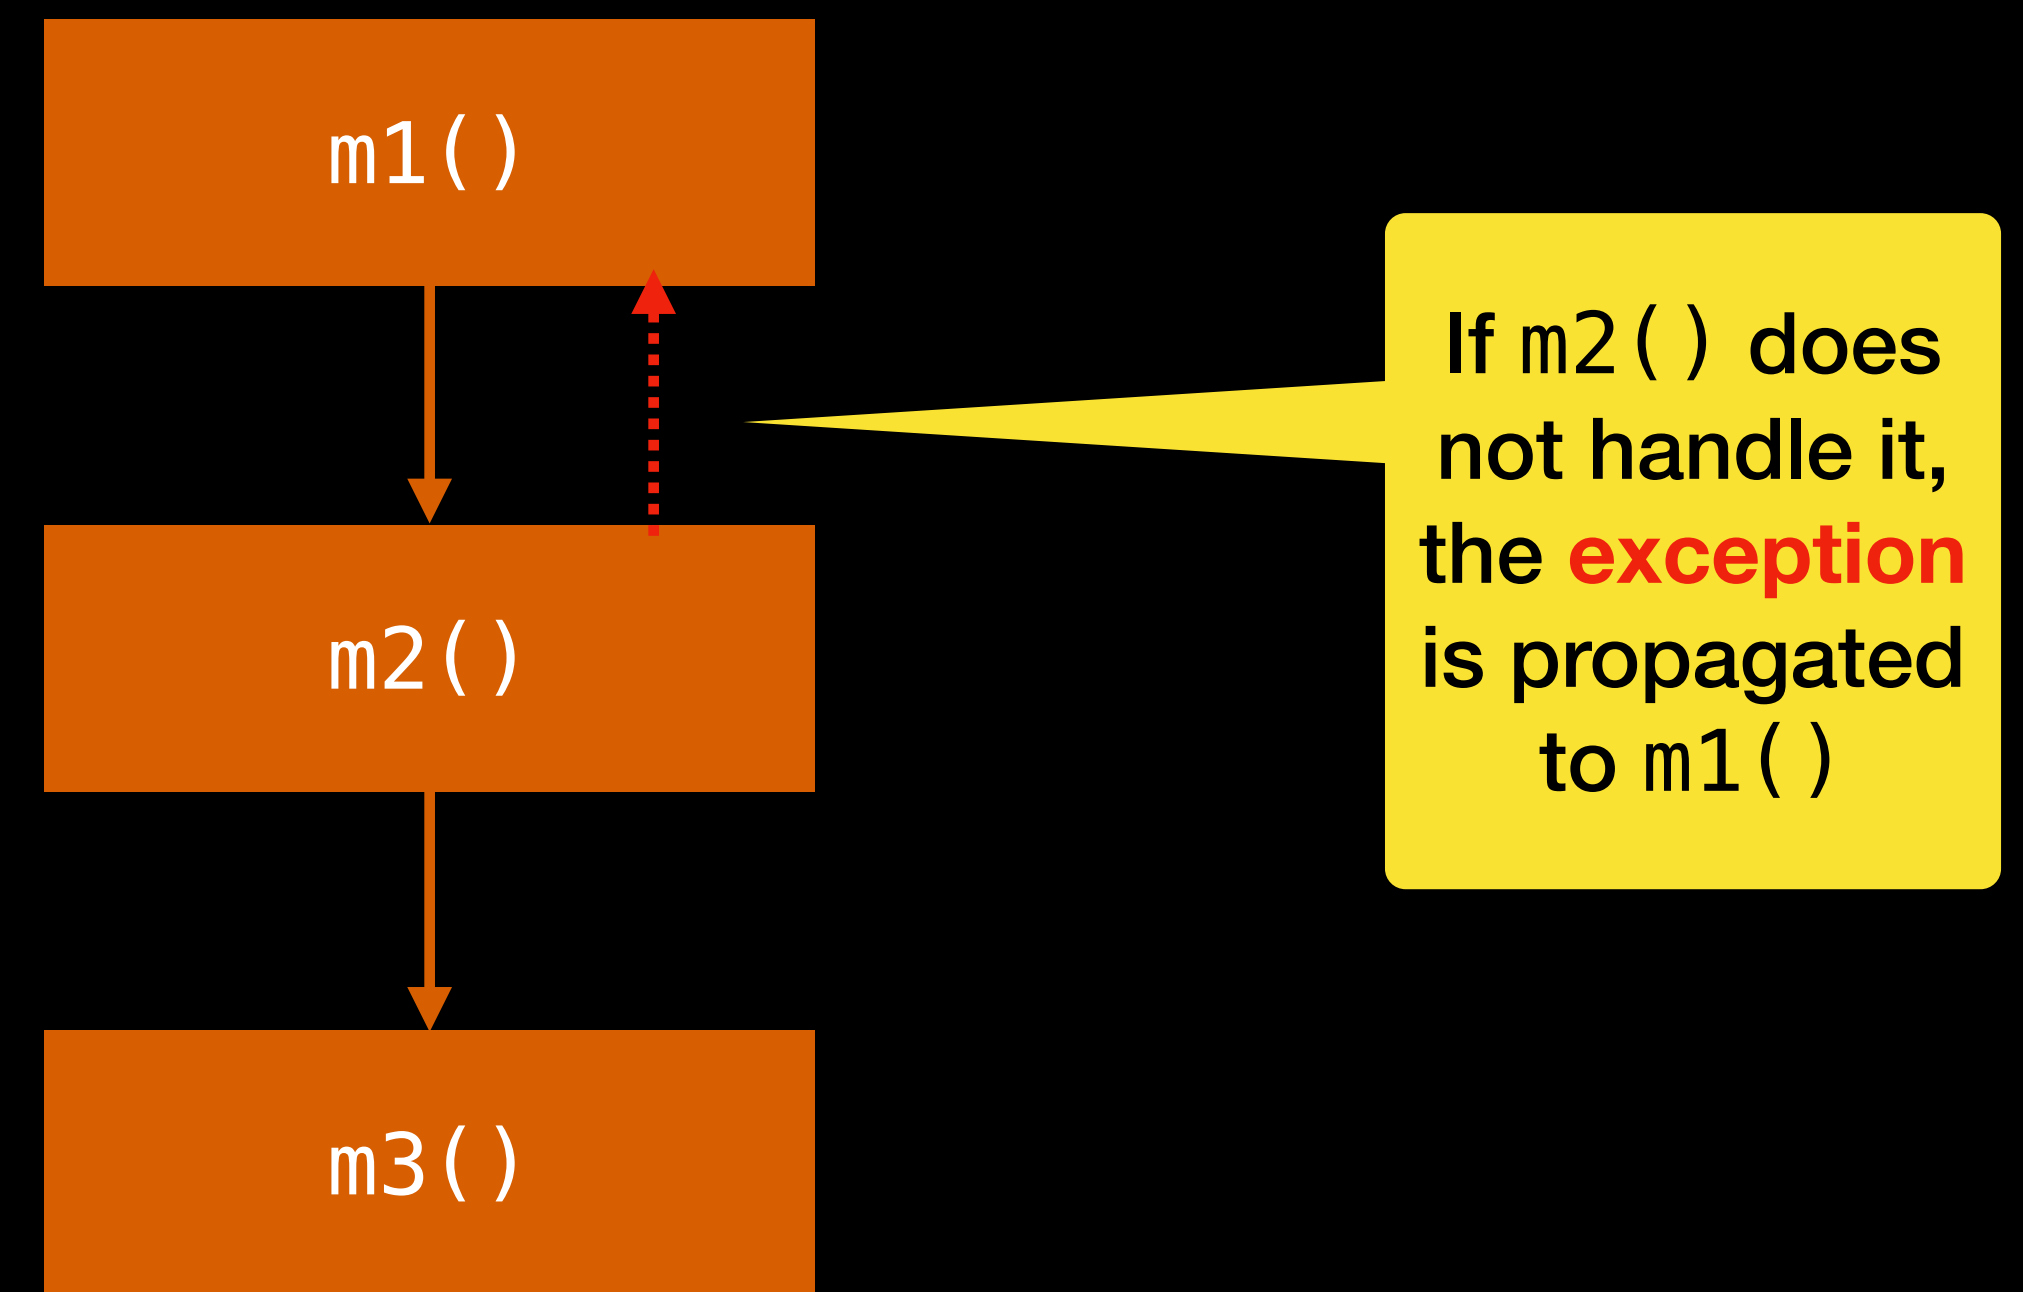 m1()
If m2() does
not handle it,
the exception
is propagated
to m1()
m2()
m3()